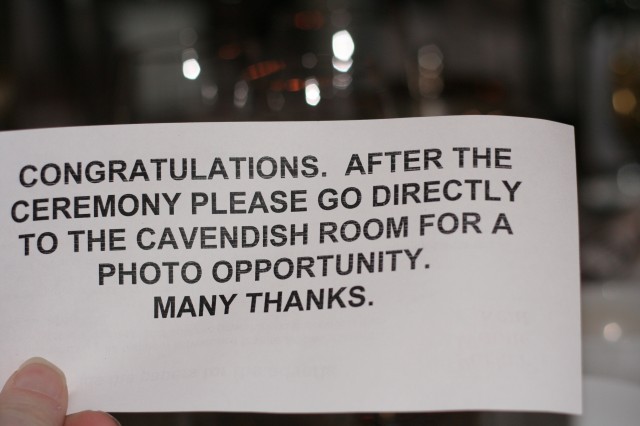 CONGRATULATIONS. AFTER THE
CEREMONY PLEASE GO DIRECTLY
TO THE CAVENDISH ROOM FOR A
PHOTO OPPORTUNITY.
MANY THANKS.